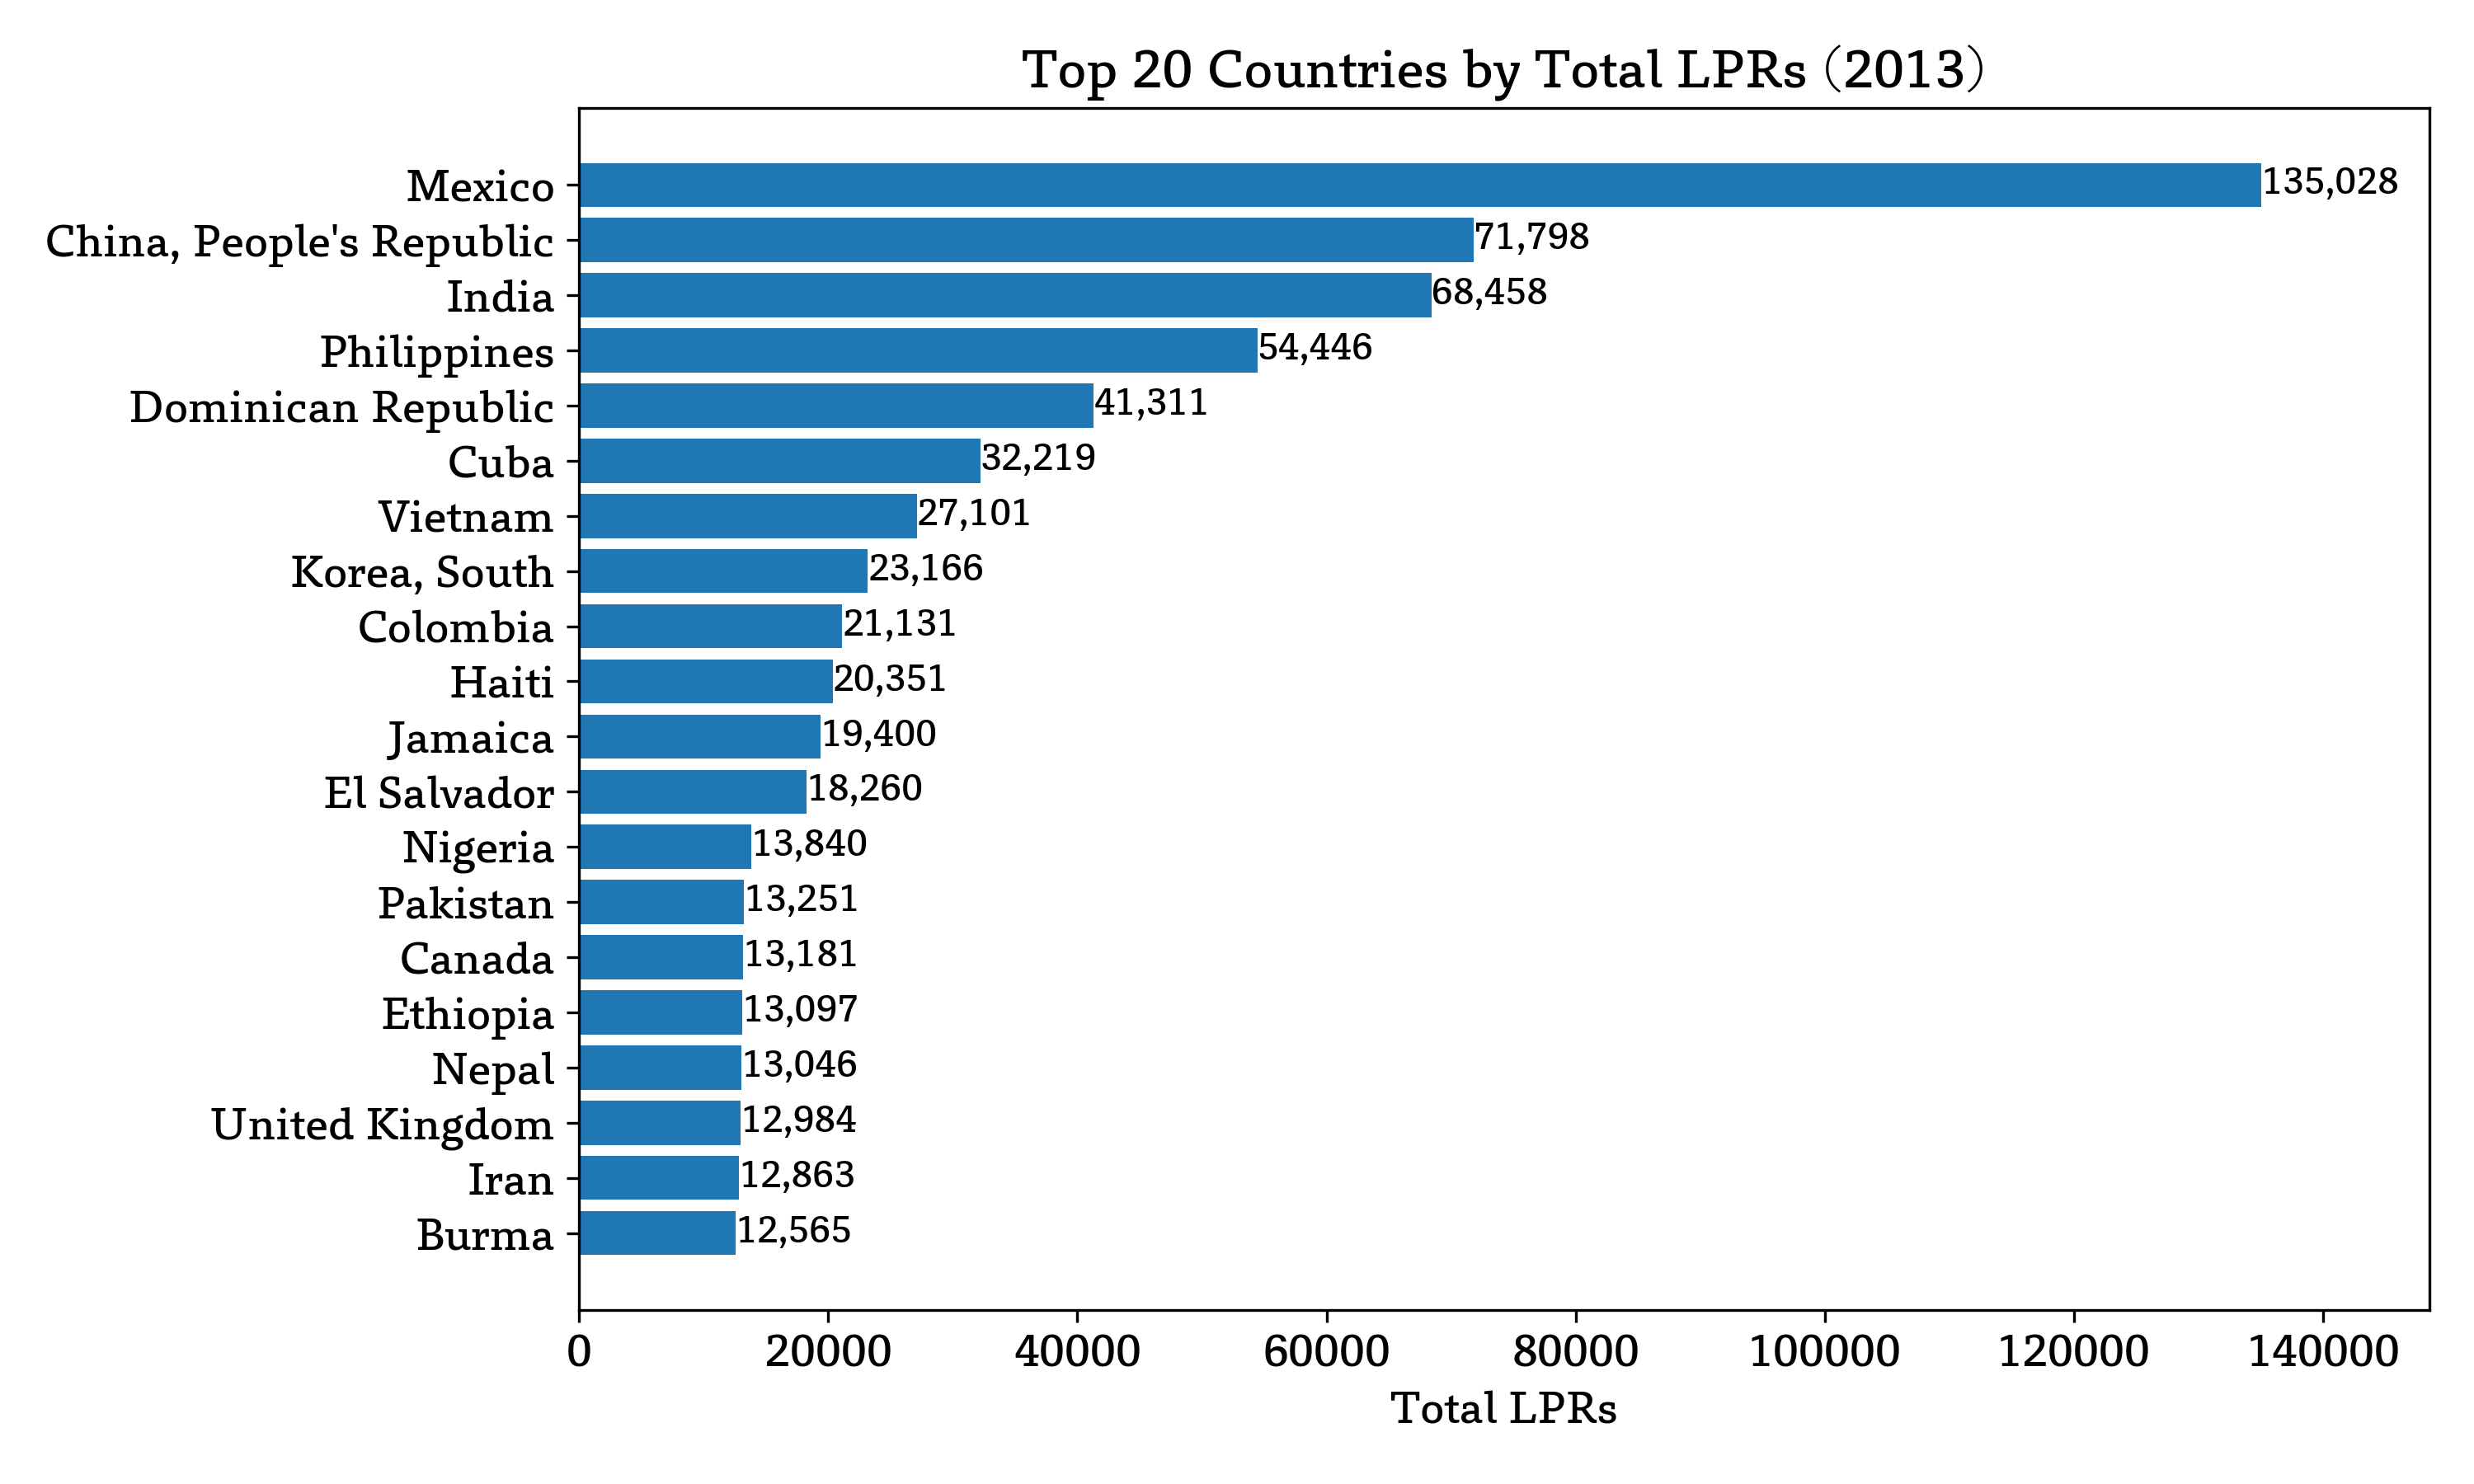 Top 20 Countries by Total LPRs (2013)
Mexico 135,028
China, People's Republic 71,798
India 68,458
Philippines 54,446
Dominican Republic 41,311
Cuba 32,219
Vietnam 27,101
Korea, South 23,166
Colombia 21,131
Haiti 20,351
Jamaica 19,400
El Salvador 18,260
Nigeria 13,840
Pakistan 13,251
Canada 13,181
Ethiopia 13,097
Nepal 13,046
United Kingdom 12,984
Iran 12,863
Burma 12,565
0 20000 40000 60000 80000 100000 120000 140000
Total LPRs